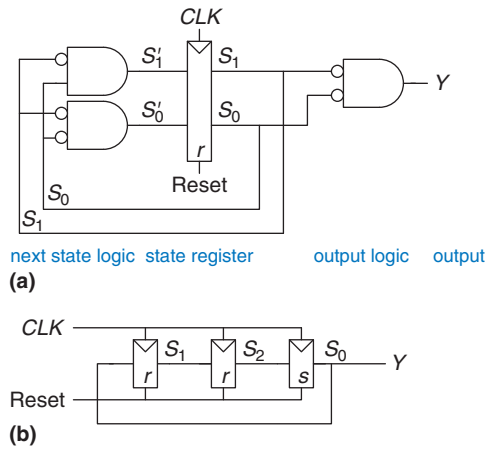 CLK
S′1 S1
S′0 S0 Y
r
Reset
S0
S1
next state logic state register output logic output
(a)
CLK
S1 S2 S0
Y
r r s
Reset
(b)